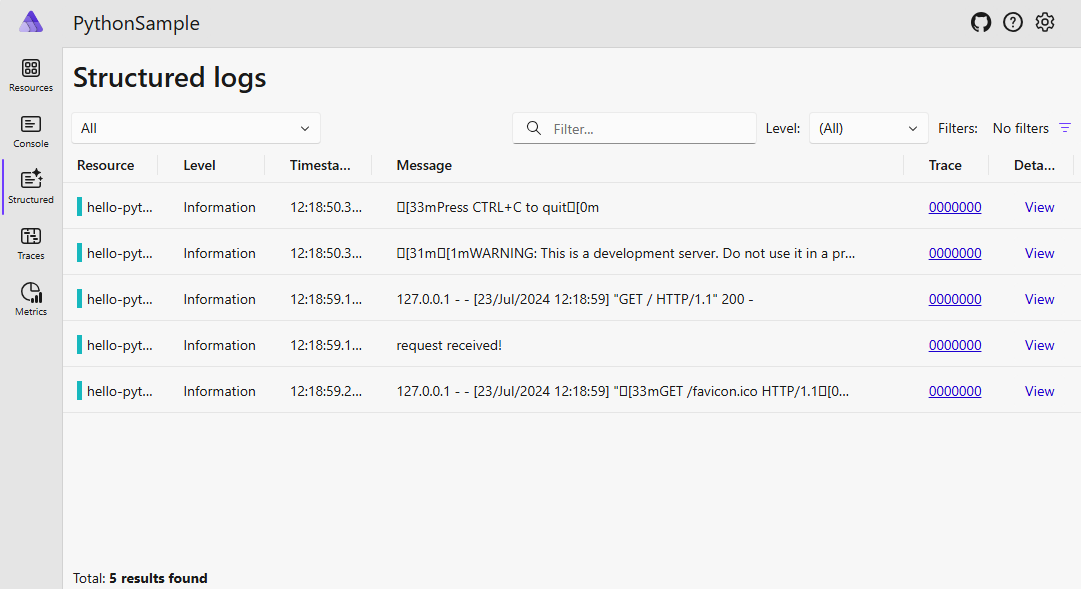 PythonSample
Resources
Console
Structured
Traces
Metrics
Structured logs
All
Filter...
Level: (All) Filters: No filters
Resource Level Timesta... Message Trace Deta...
hello-pyt... Information 12:18:50.3... ▯[33mPress CTRL+C to quit▯[0m 0000000 View
hello-pyt... Information 12:18:50.3... ▯[31m▯[1mWARNING: This is a development server. Do not use it in a pr... 0000000 View
hello-pyt... Information 12:18:59.1... 127.0.0.1 - - [23/Jul/2024 12:18:59] "GET / HTTP/1.1" 200 - 0000000 View
hello-pyt... Information 12:18:59.1... request received! 0000000 View
hello-pyt... Information 12:18:59.2... 127.0.0.1 - - [23/Jul/2024 12:18:59] "▯[33mGET /favicon.ico HTTP/1.1▯[0... 0000000 View
Total: 5 results found